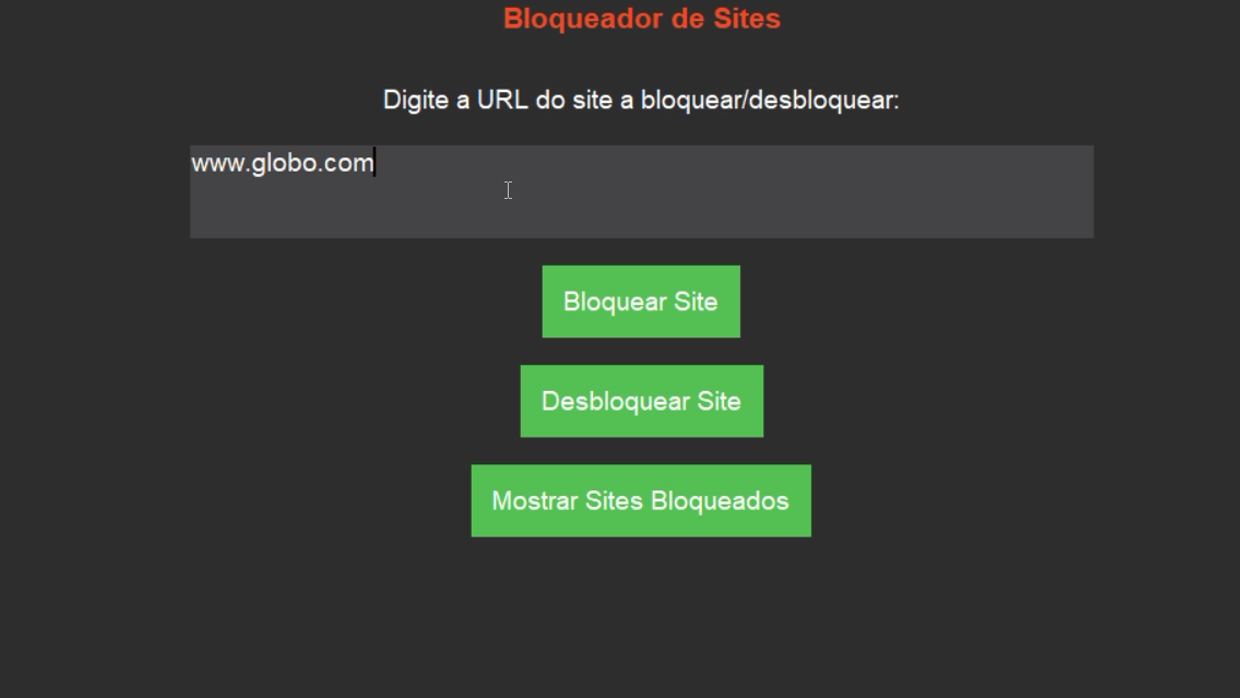 Bloqueador de Sites
Digite a URL do site a bloquear/desbloquear:
www.globo.com
Bloquear Site
Desbloquear Site
Mostrar Sites Bloqueados